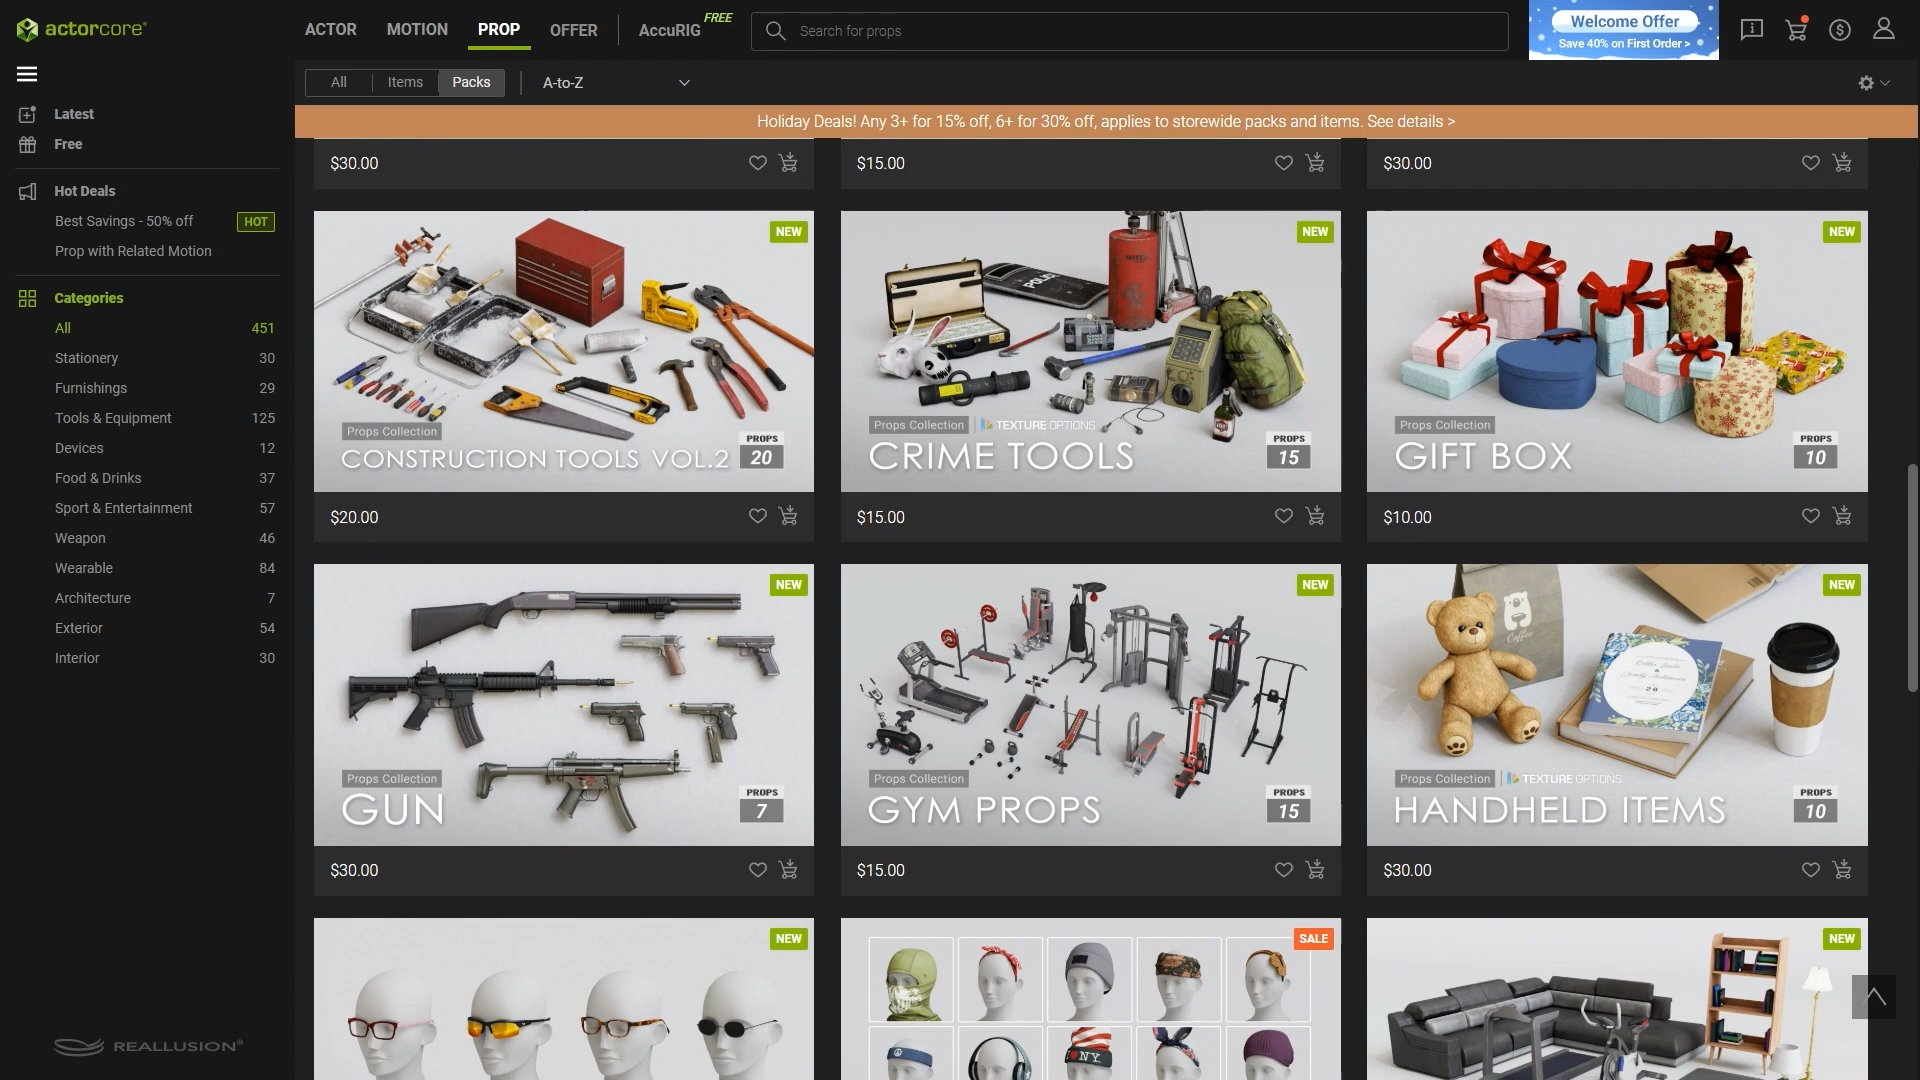 actorcore
ACTOR
MOTION
PROP
OFFER
AccuRIG
FREE
Search for props
Welcome Offer
Save 40% on First Order >
All
Items
Packs
A-to-Z
Latest
Free
Hot Deals
Best Savings - 50% off
HOT
Prop with Related Motion
Categories
All 451
Stationery 30
Furnishings 29
Tools & Equipment 125
Devices 12
Food & Drinks 37
Sport & Entertainment 57
Weapon 46
Wearable 84
Architecture 7
Exterior 54
Interior 30
REALLUSION
Holiday Deals! Any 3+ for 15% off, 6+ for 30% off, applies to storewide packs and items. See details >
$30.00
$15.00
$30.00
NEW
Props Collection
CONSTRUCTION TOOLS VOL.2
PROPS
20
$20.00
NEW
POLICE
Props Collection
TEXTURE OPTIONS
CRIME TOOLS
PROPS
15
$15.00
NEW
Props Collection
GIFT BOX
PROPS
10
$10.00
NEW
Props Collection
GUN
PROPS
7
$30.00
NEW
Props Collection
GYM PROPS
PROPS
15
$15.00
NEW
Coffee
Props Collection
TEXTURE OPTIONS
HANDHELD ITEMS
PROPS
10
$30.00
NEW
SALE
I ♥ N.Y.
NEW